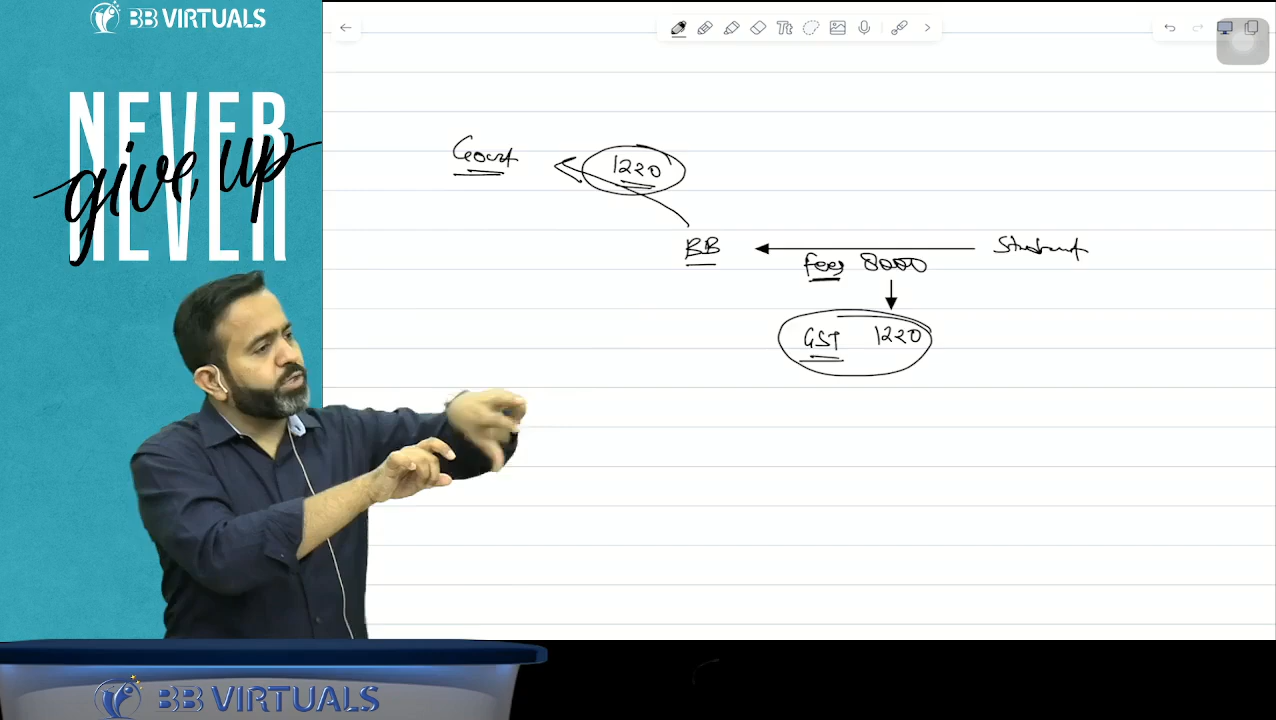 BB VIRTUALS
NEVER
give up
NEVER
Govt
1220
BB
Student
Fees 8000
GST 1220
BB VIRTUALS